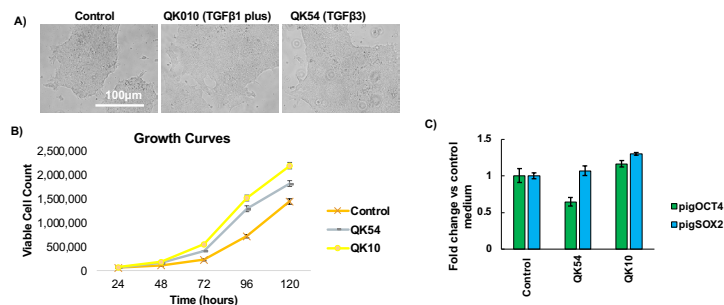 A)
Control
QK010 (TGFβ1 plus)
QK54 (TGFβ3)
100µm
B)
Growth Curves
Viable Cell Count
2,500,000
2,000,000
1,500,000
1,000,000
500,000
0
24 48 72 96 120
Time (hours)
Control
QK54
QK10
C)
Fold change vs control
medium
1.5
1
0.5
0
Control
QK54
QK10
pigOCT4
pigSOX2